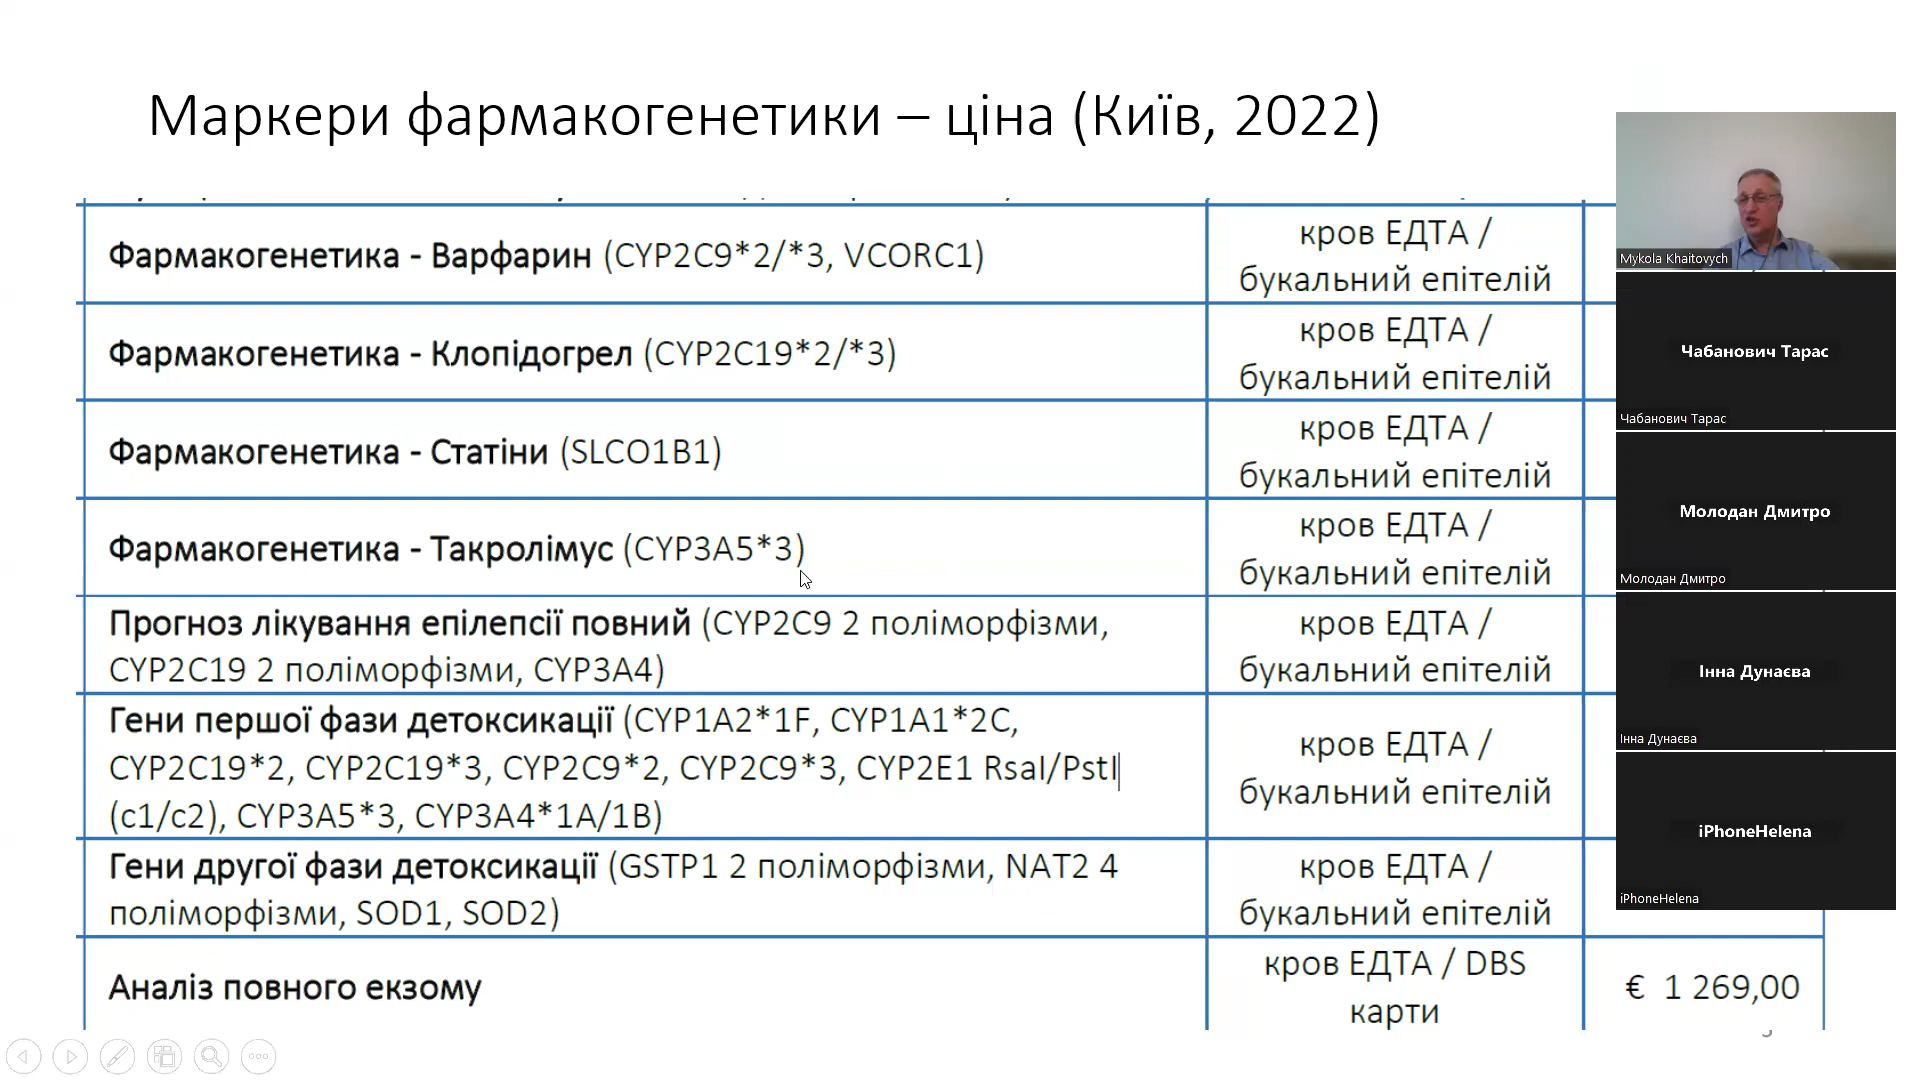 Маркери фармакогенетики – ціна (Київ, 2022)
Фармакогенетика - Варфарин (CYP2C9*2/*3, VCORC1)
кров ЕДТА /
букальний епітелій
Фармакогенетика - Клопідогрел (CYP2C19*2/*3)
кров ЕДТА /
букальний епітелій
Фармакогенетика - Статіни (SLCO1B1)
кров ЕДТА /
букальний епітелій
Фармакогенетика - Такролімус (CYP3A5*3)
кров ЕДТА /
букальний епітелій
Прогноз лікування епілепсії повний (CYP2C9 2 поліморфізми,
CYP2C19 2 поліморфізми, CYP3A4)
кров ЕДТА /
букальний епітелій
Гени першої фази детоксикації (CYP1A2*1F, CYP1A1*2C,
CYP2C19*2, CYP2C19*3, CYP2C9*2, CYP2C9*3, CYP2E1 RsaI/PstI
(c1/c2), CYP3A5*3, CYP3A4*1A/1B)
кров ЕДТА /
букальний епітелій
Гени другої фази детоксикації (GSTP1 2 поліморфізми, NAT2 4
поліморфізми, SOD1, SOD2)
кров ЕДТА /
букальний епітелій
Аналіз повного екзому
кров ЕДТА / DBS
карти
€ 1 269,00
Mykola Khaitovych
Чабанович Тарас
Чабанович Тарас
Молодан Дмитро
Молодан Дмитро
Інна Дунаєва
Інна Дунаєва
iPhoneHelena
iPhoneHelena